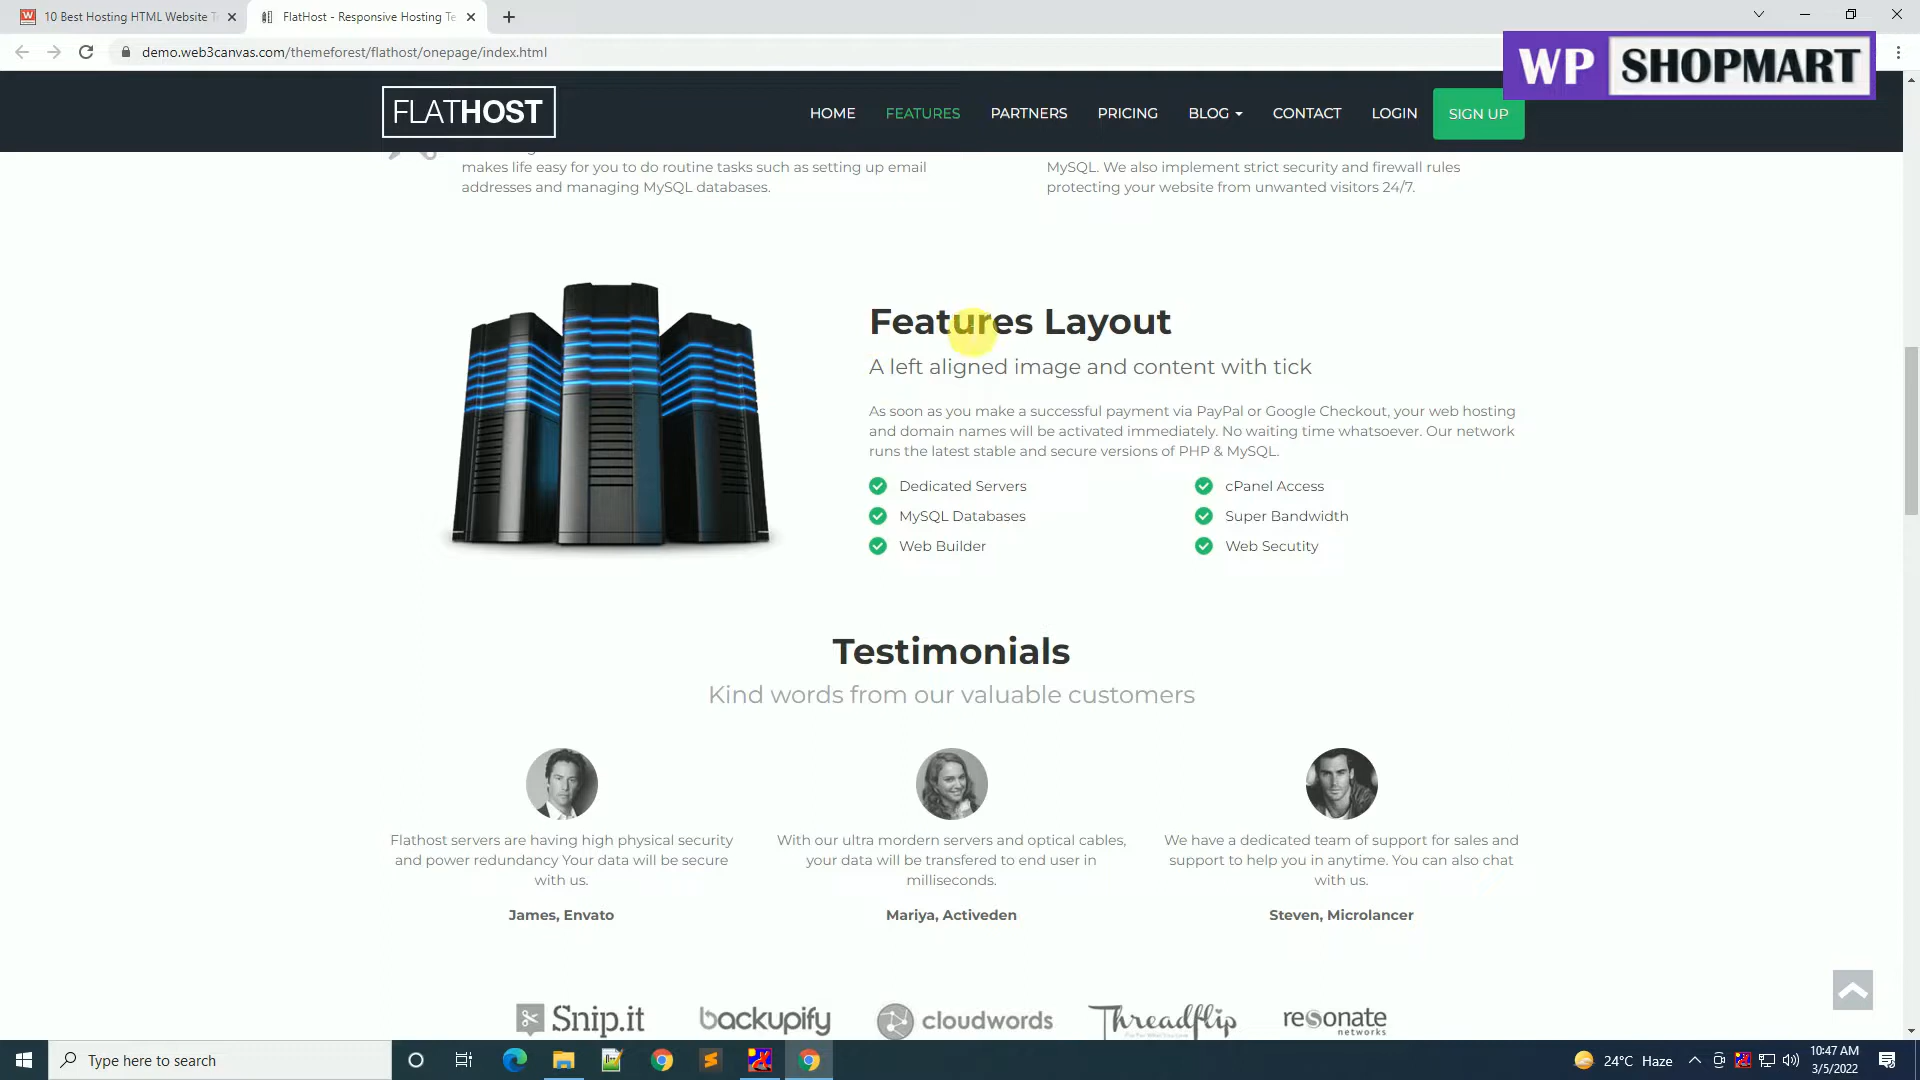 10 Best Hosting HTML Website T
FlatHost - Responsive Hosting Te
demo.web3canvas.com/themeforest/flathost/onepage/index.html
WP SHOPMART
FLATHOST
HOME
FEATURES
PARTNERS
PRICING
BLOG
CONTACT
LOGIN
SIGN UP
makes life easy for you to do routine tasks such as setting up email
addresses and managing MySQL databases.
MySQL. We also implement strict security and firewall rules
protecting your website from unwanted visitors 24/7.
Features Layout
A left aligned image and content with tick
As soon as you make a successful payment via PayPal or Google Checkout, your web hosting
and domain names will be activated immediately. No waiting time whatsoever. Our network
runs the latest stable and secure versions of PHP & MySQL.
Dedicated Servers
cPanel Access
MySQL Databases
Super Bandwidth
Web Builder
Web Secutity
Testimonials
Kind words from our valuable customers
Flathost servers are having high physical security
and power redundancy Your data will be secure
with us.
James, Envato
With our ultra mordern servers and optical cables,
your data will be transfered to end user in
milliseconds.
Mariya, Activeden
We have a dedicated team of support for sales and
support to help you in anytime. You can also chat
with us.
Steven, Microlancer
Snip.it
backupify
cloudwords
Threadflip
resonate
networks
Type here to search
24°C Haze
10:47 AM
3/5/2022